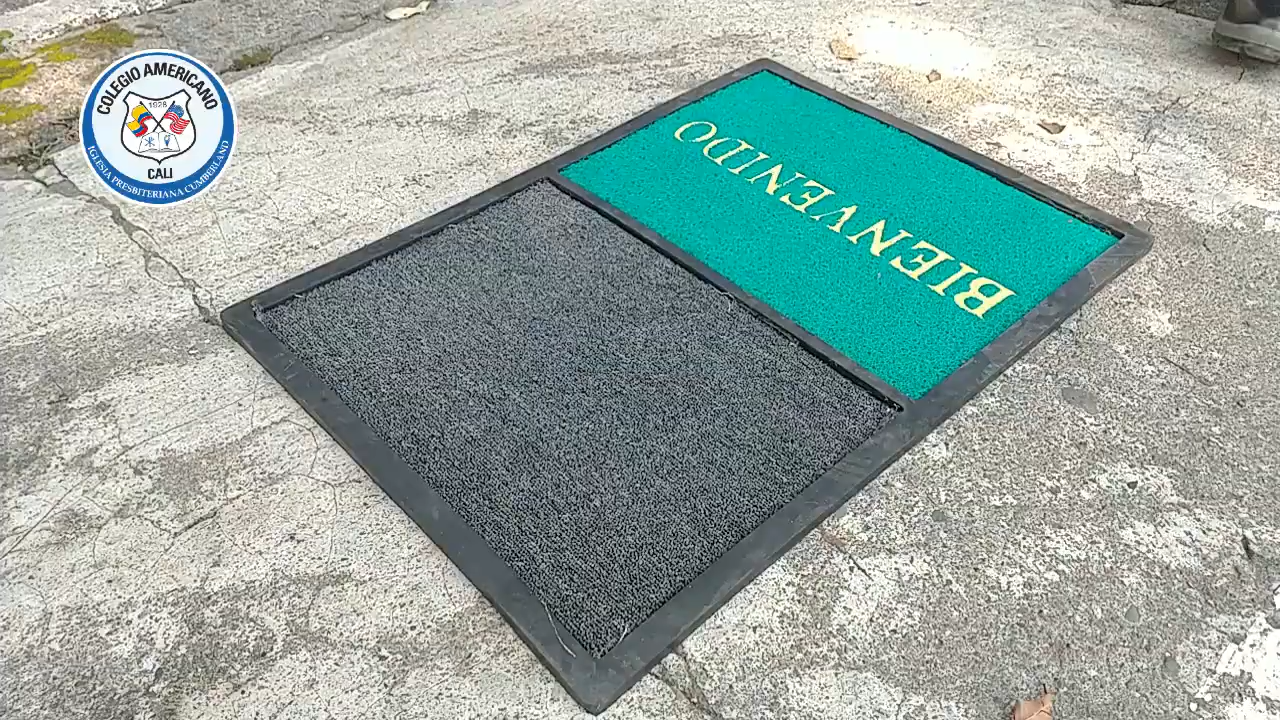 COLEGIO AMERICANO
1928
CALI
IGLESIA PRESBITERIANA CUMBERLAND
BIENVENIDO